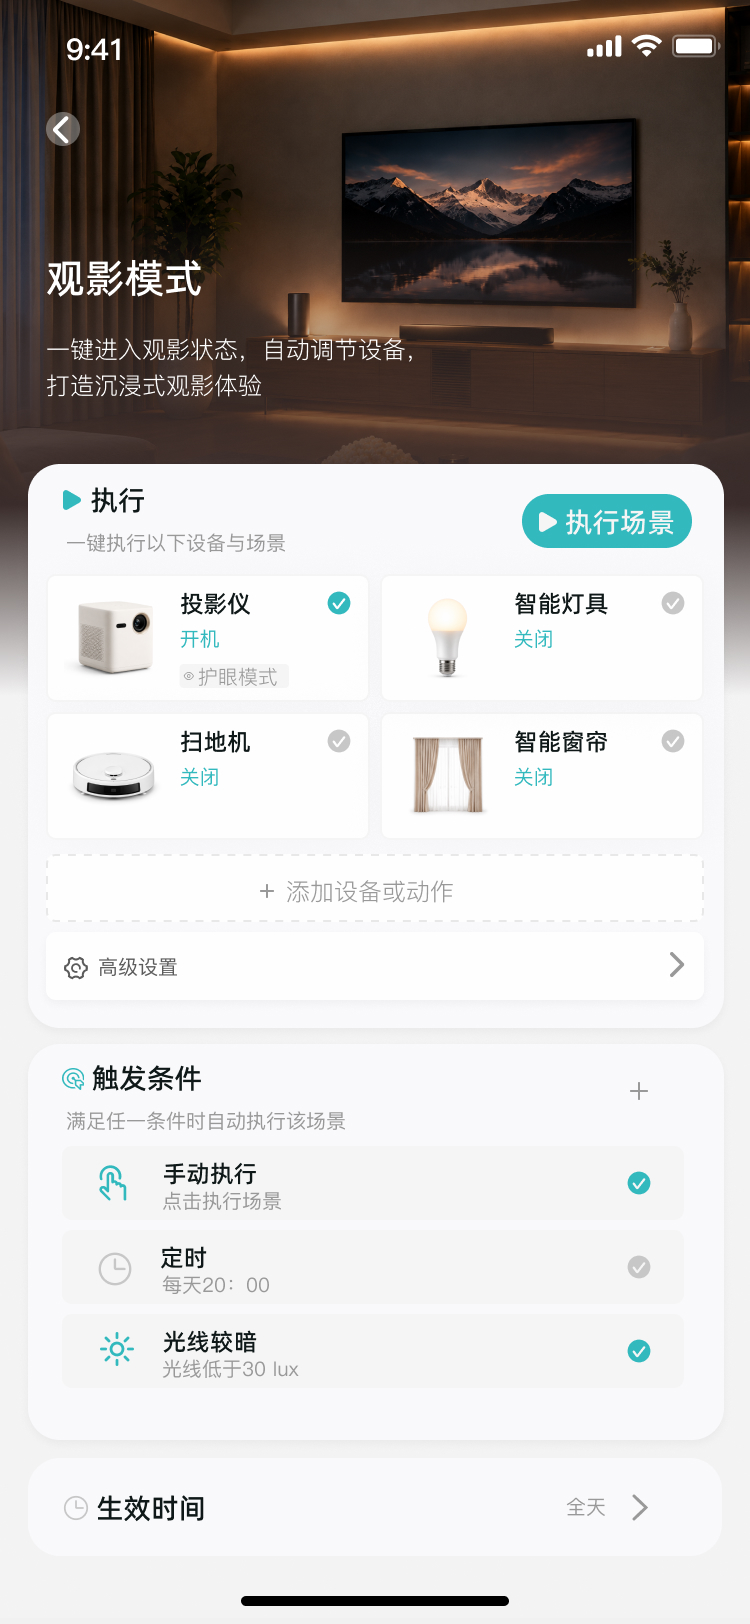 9:41
观影模式
一键进入观影状态，自动调节设备，
打造沉浸式观影体验
执行
一键执行以下设备与场景
执行场景
投影仪
开机
护眼模式
智能灯具
关闭
扫地机
关闭
智能窗帘
关闭
+ 添加设备或动作
高级设置
触发条件
满足任一条件时自动执行该场景
手动执行
点击执行场景
定时
每天20：00
光线较暗
光线低于30 lux
生效时间
全天